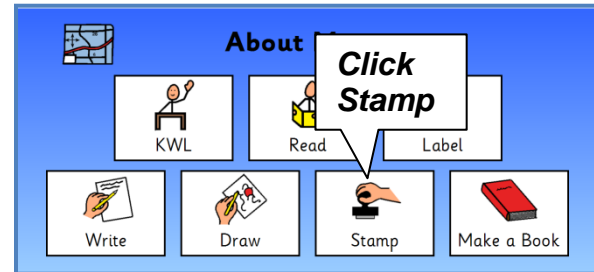 About
Click
Stamp
KWL
Read
Label
Write
Draw
Stamp
Make a Book